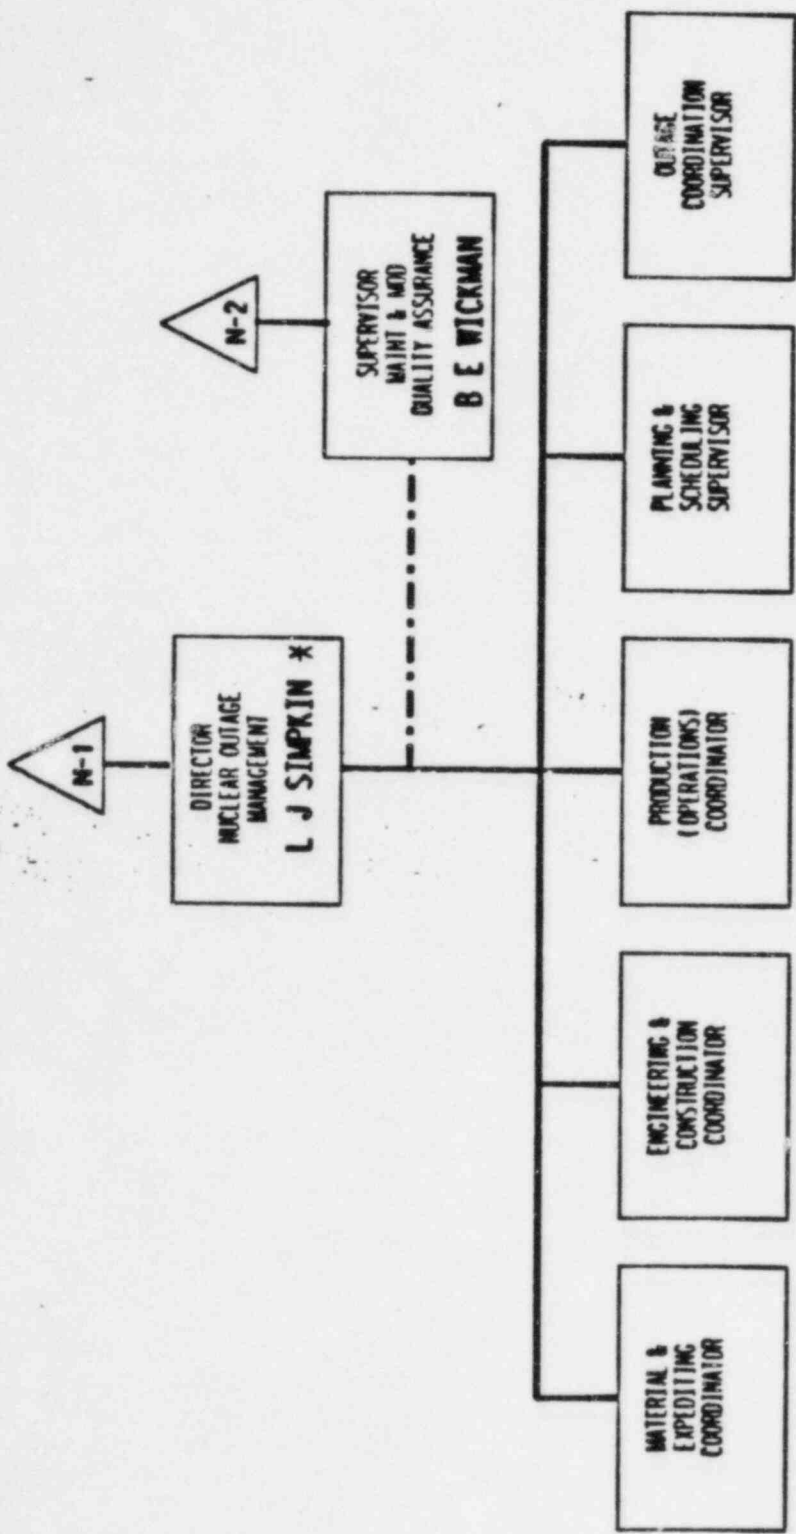 N-1
DIRECTOR
NUCLEAR OUTAGE
MANAGEMENT
L J SIMPKIN *
N-2
SUPERVISOR
MAINT & MOD
QUALITY ASSURANCE
B E WICKMAN
MATERIAL &
EXPEDITING
COORDINATOR
ENGINEERING &
CONSTRUCTION
COORDINATOR
PRODUCTION
(OPERATIONS)
COORDINATOR
PLANNING &
SCHEDULING
SUPERVISOR
OUTAGE
COORDINATION
SUPERVISOR